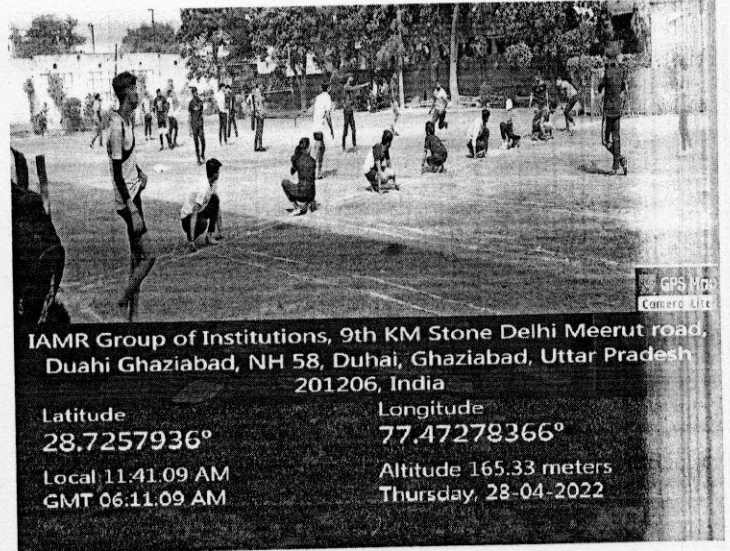 GPS Map
Camera Lite
IAMR Group of Institutions, 9th KM Stone Delhi Meerut road,
Duahi Ghaziabad, NH 58, Duhai, Ghaziabad, Uttar Pradesh
201206, India
Latitude
28.7257936°
Longitude
77.47278366°
Local 11:41:09 AM
GMT 06:11:09 AM
Altitude 165.33 meters
Thursday, 28-04-2022